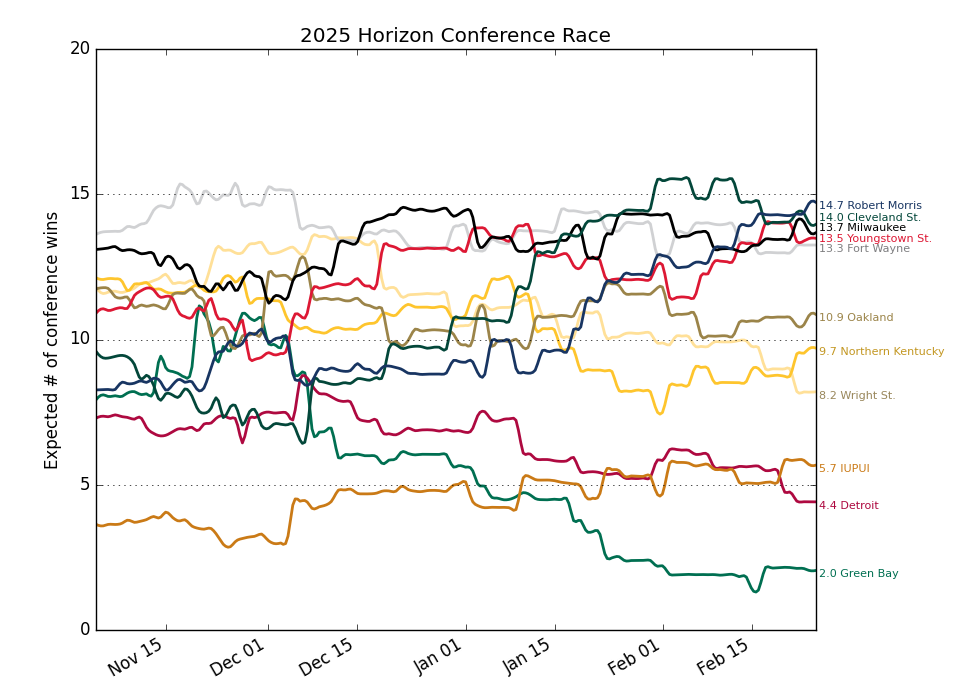 2025 Horizon Conference Race
Expected # of conference wins
20
15
10
5
0
Nov 15
Dec 01
Dec 15
Jan 01
Jan 15
Feb 01
Feb 15
14.7 Robert Morris
14.0 Cleveland St.
13.7 Milwaukee
13.5 Youngstown St.
13.3 Fort Wayne
10.9 Oakland
9.7 Northern Kentucky
8.2 Wright St.
5.7 IUPUI
4.4 Detroit
2.0 Green Bay